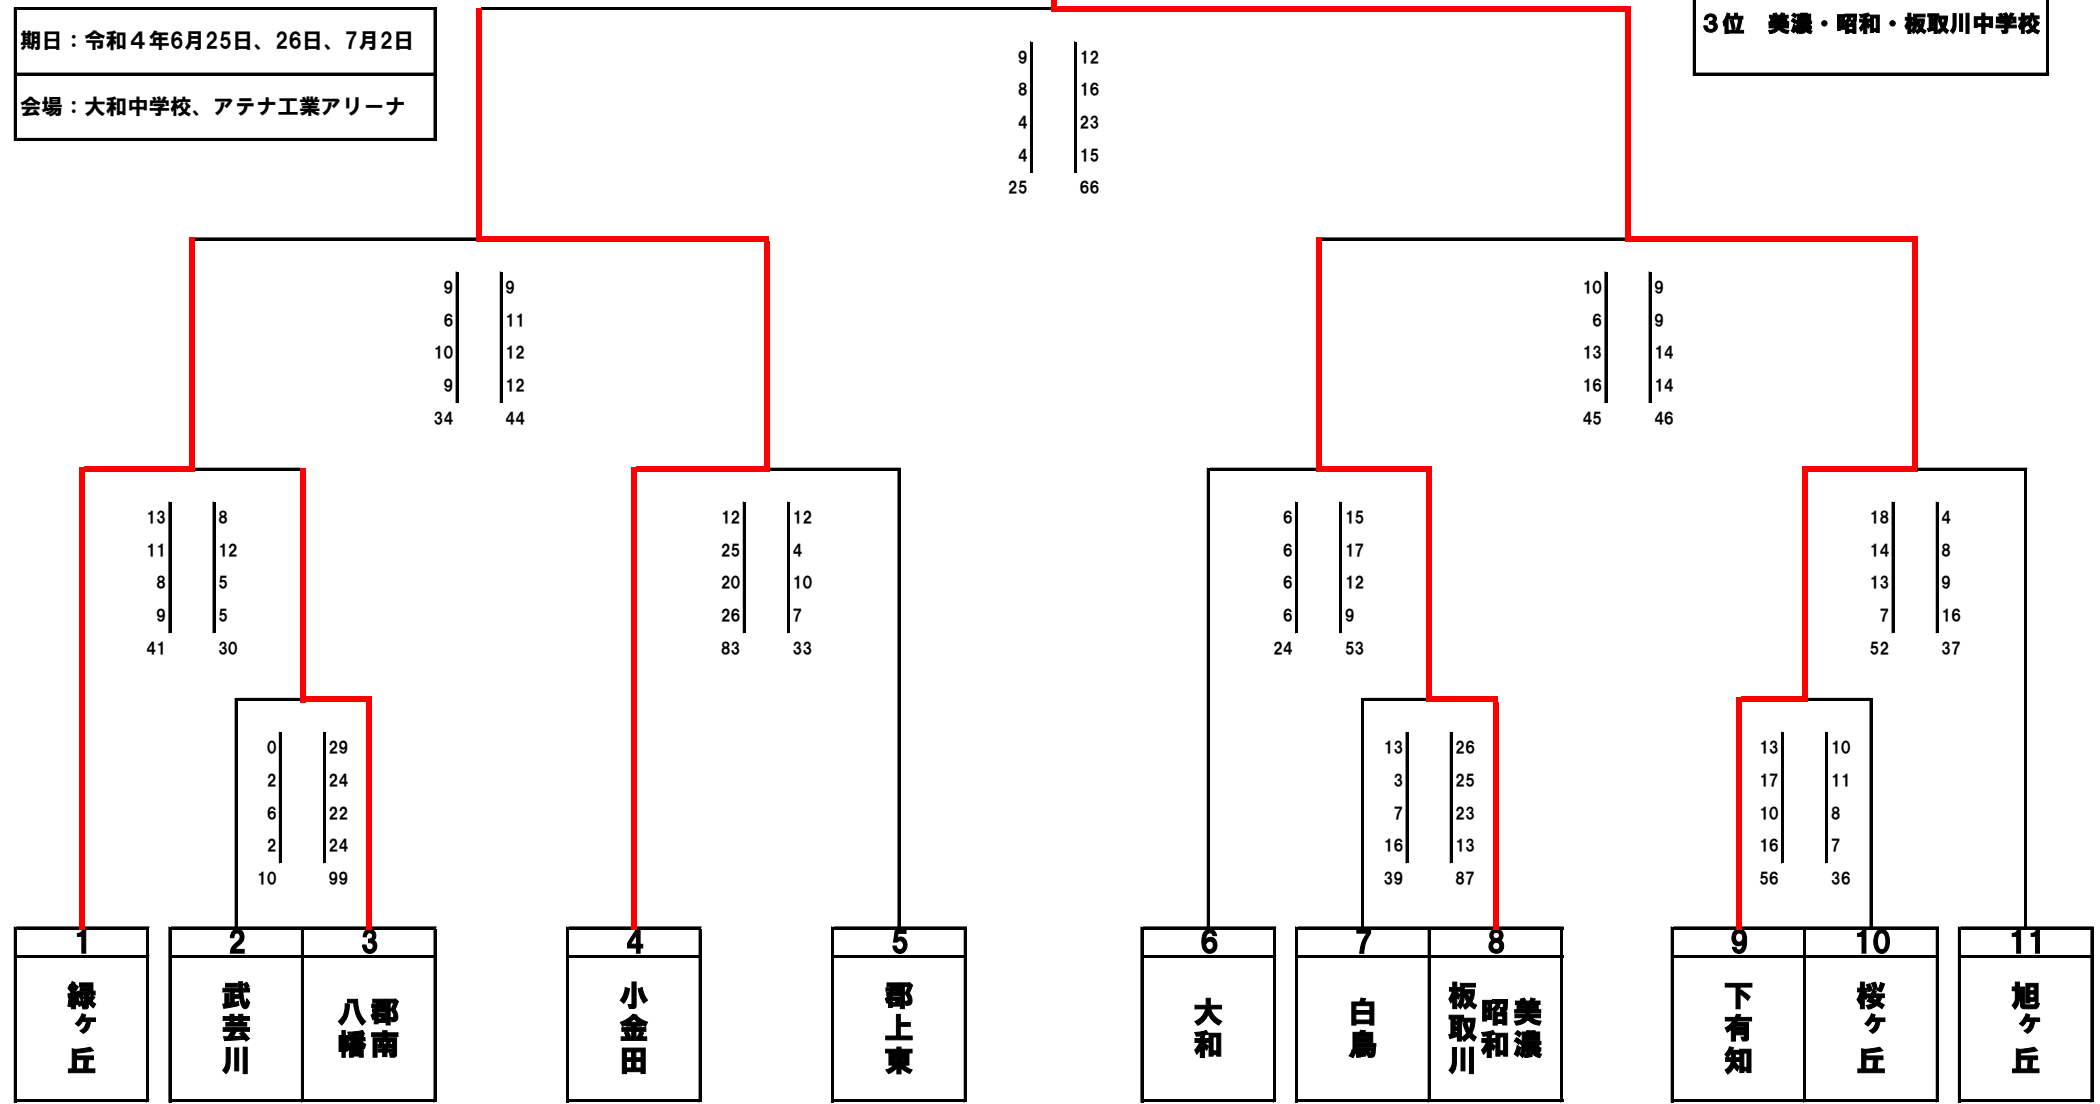 期日：令和４年6月25日、26日、7月2日
会場：大和中学校、アテナ工業アリーナ
３位　美濃・昭和・板取川中学校
9 12
8 16
4 23
4 15
25 66
9 9
6 11
10 12
9 12
34 44
10 9
6 9
13 14
16 14
45 46
13 8
11 12
8 5
9 5
41 30
12 12
25 4
20 10
26 7
83 33
6 15
6 17
6 12
6 9
24 53
18 4
14 8
13 9
7 16
52 37
0 29
2 24
6 22
2 24
10 99
13 26
3 25
7 23
16 13
39 87
13 10
17 11
10 8
16 7
56 36
1 2 3 4 5 6 7 8 9 10 11
緑ヶ丘
武芸川
郡南
八幡
小金田
郡上東
大和
白鳥
美濃
昭和
板取川
下有知
桜ヶ丘
旭ヶ丘